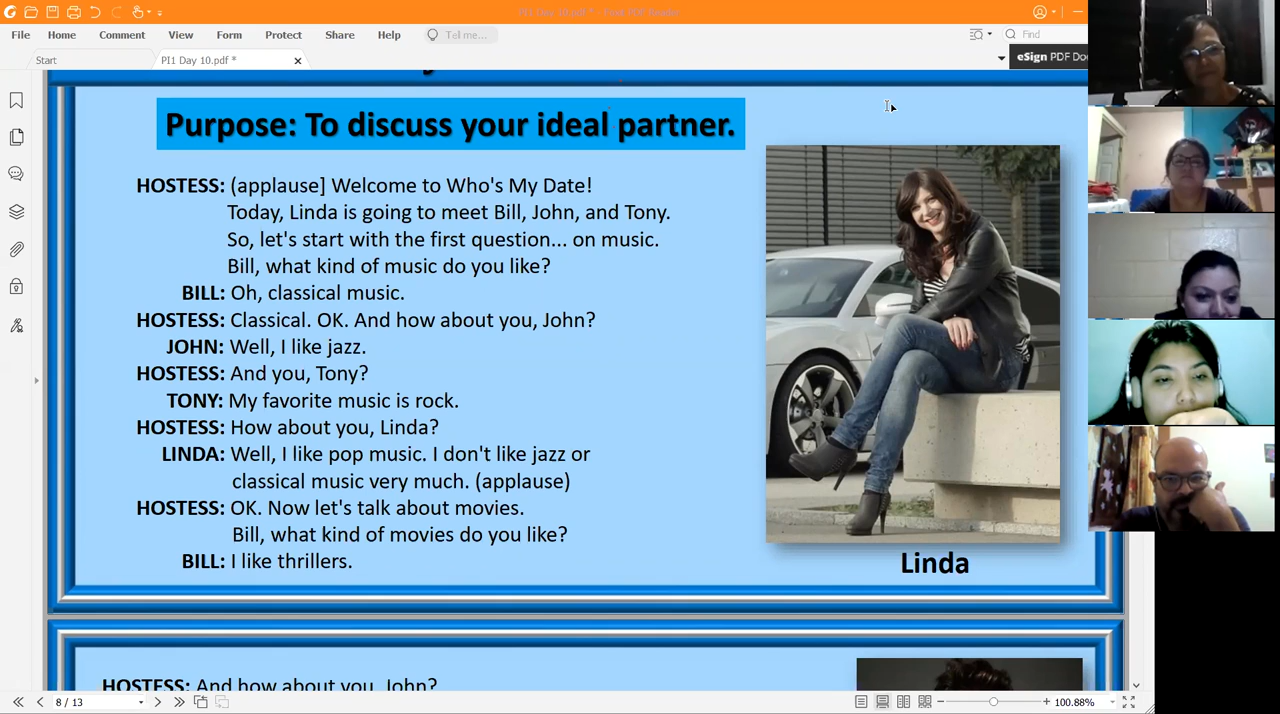 PI1 Day 10.pdf * - Foxit PDF Reader
File Home Comment View Form Protect Share Help Tell me... Find
Start PI1 Day 10.pdf * eSign PDF Doc
Purpose: To discuss your ideal partner.
HOSTESS: (applause] Welcome to Who's My Date!
Today, Linda is going to meet Bill, John, and Tony.
So, let's start with the first question... on music.
Bill, what kind of music do you like?
BILL: Oh, classical music.
HOSTESS: Classical. OK. And how about you, John?
JOHN: Well, I like jazz.
HOSTESS: And you, Tony?
TONY: My favorite music is rock.
HOSTESS: How about you, Linda?
LINDA: Well, I like pop music. I don't like jazz or
classical music very much. (applause)
HOSTESS: OK. Now let's talk about movies.
Bill, what kind of movies do you like?
BILL: I like thrillers.
Linda
HOSTESS: And how about you, John?
8 / 13 100.88%